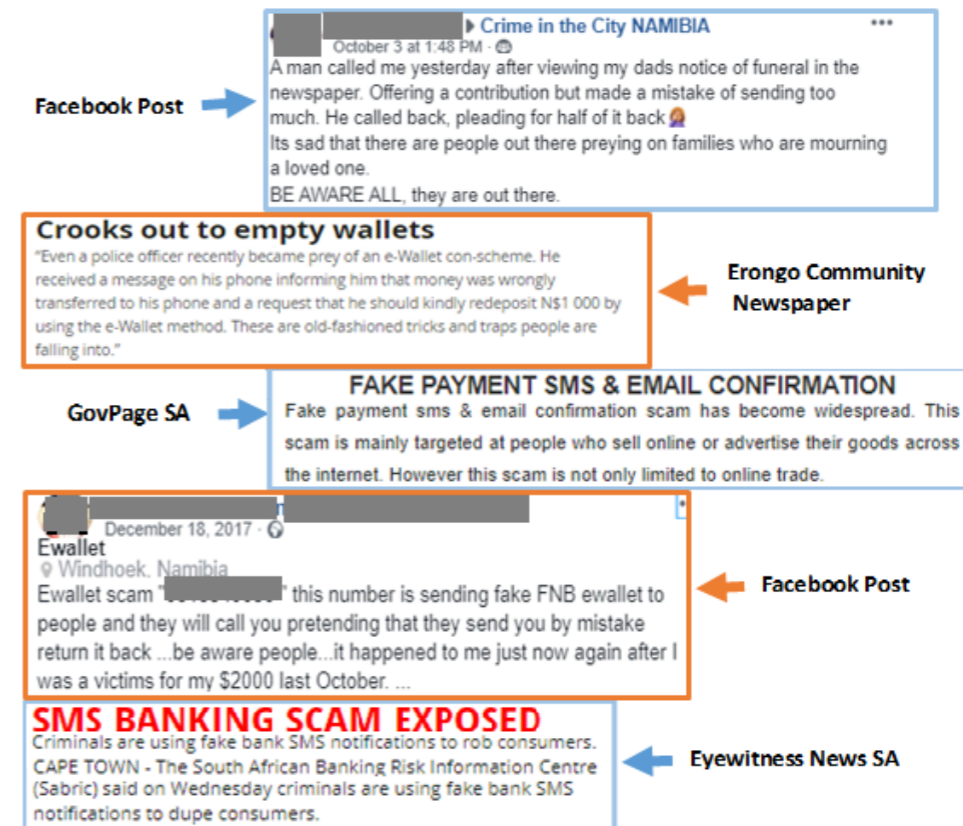 Crime in the City NAMIBIA
October 3 at 1:48 PM ·
A man called me yesterday after viewing my dads notice of funeral in the
newspaper. Offering a contribution but made a mistake of sending too
much. He called back, pleading for half of it back
Its sad that there are people out there preying on families who are mourning
a loved one.
BE AWARE ALL, they are out there.
Facebook Post
Crooks out to empty wallets
“Even a police officer recently became prey of an e-Wallet con-scheme. He
received a message on his phone informing him that money was wrongly
transferred to his phone and a request that he should kindly redeposit N$1 000 by
using the e-Wallet method. These are old-fashioned tricks and traps people are
falling into.”
Erongo Community
Newspaper
FAKE PAYMENT SMS & EMAIL CONFIRMATION
Fake payment sms & email confirmation scam has become widespread. This
scam is mainly targeted at people who sell online or advertise their goods across
the internet. However this scam is not only limited to online trade.
GovPage SA
December 18, 2017 ·
Ewallet
Windhoek, Namibia
Ewallet scam " " this number is sending fake FNB ewallet to
people and they will call you pretending that they send you by mistake
return it back ...be aware people...it happened to me just now again after I
was a victims for my $2000 last October. ...
Facebook Post
SMS BANKING SCAM EXPOSED
Criminals are using fake bank SMS notifications to rob consumers.
CAPE TOWN - The South African Banking Risk Information Centre
(Sabric) said on Wednesday criminals are using fake bank SMS
notifications to dupe consumers.
Eyewitness News SA